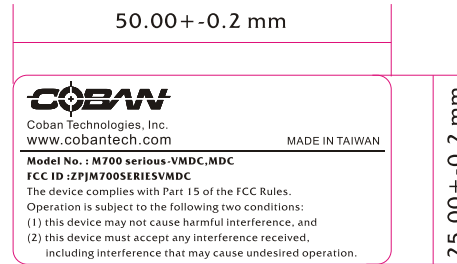 50.00+-0.2 mm
COBAN
Coban Technologies, Inc.
www.cobantech.com
MADE IN TAIWAN
Model No. : M700 serious-VMDC,MDC
FCC ID :ZPJM700SERIESVMDC
The device complies with Part 15 of the FCC Rules.
Operation is subject to the following two conditions:
(1) this device may not cause harmful interference, and
(2) this device must accept any interference received,
including interference that may cause undesired operation.
25.00+-0.2 mm